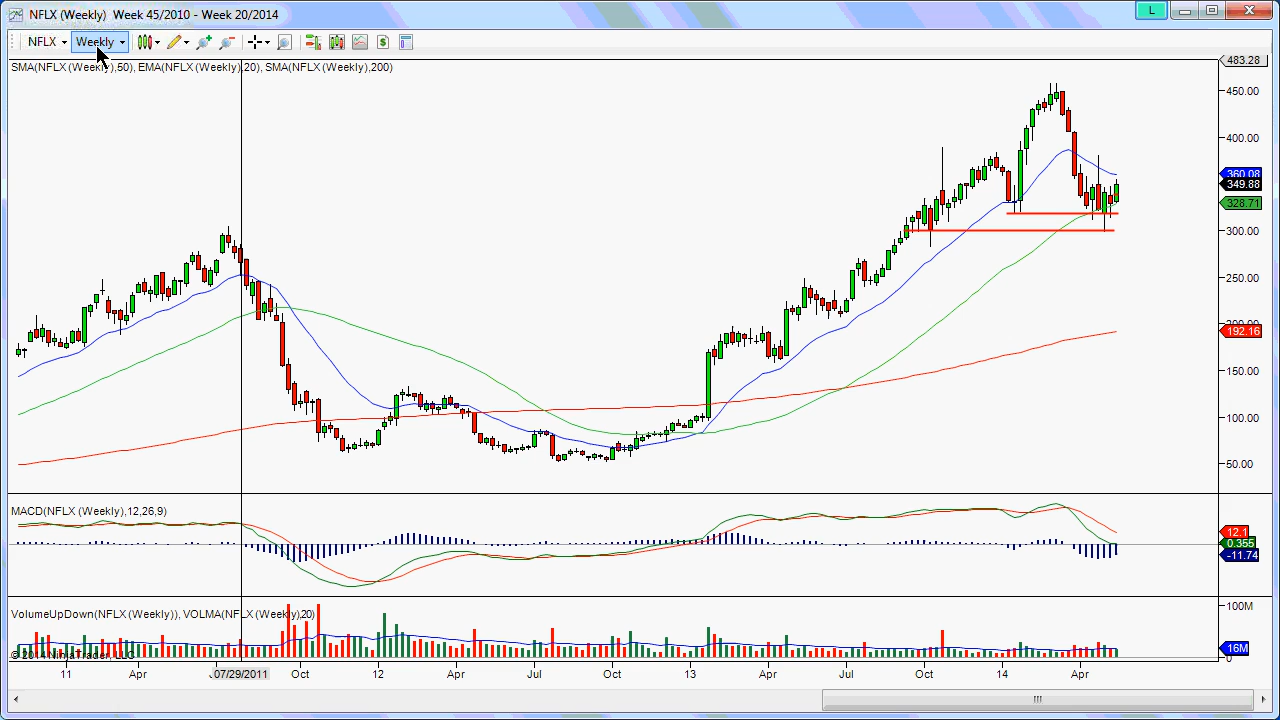 NFLX (Weekly) Week 45/2010 - Week 20/2014
L
NFLX Weekly
SMA(NFLX (Weekly),50), EMA(NFLX (Weekly),20), SMA(NFLX (Weekly),200)
483.28
450.00
400.00
360.08
349.88
328.71
300.00
250.00
192.16
150.00
100.00
50.00
MACD(NFLX (Weekly),12,26,9)
12.1
0.355
-11.74
VolumeUpDown(NFLX (Weekly)), VOLMA(NFLX (Weekly),20)
100M
16M
0
© 2014 NinjaTrader, LLC
11 Apr 07/29/2011 Oct 12 Apr Jul Oct 13 Apr Jul Oct 14 Apr